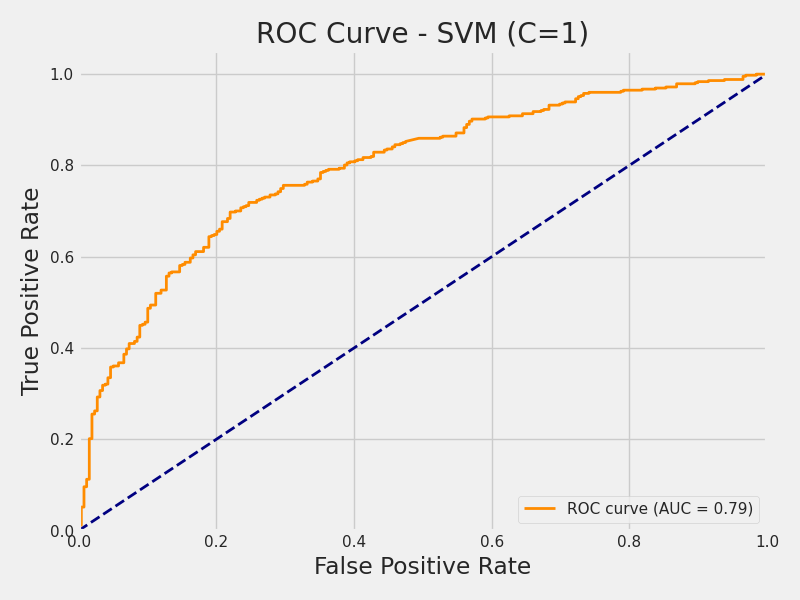 ROC Curve - SVM (C=1)
True Positive Rate
1.0
0.8
0.6
0.4
0.2
0.0
0.0 0.2 0.4 0.6 0.8 1.0
False Positive Rate
ROC curve (AUC = 0.79)